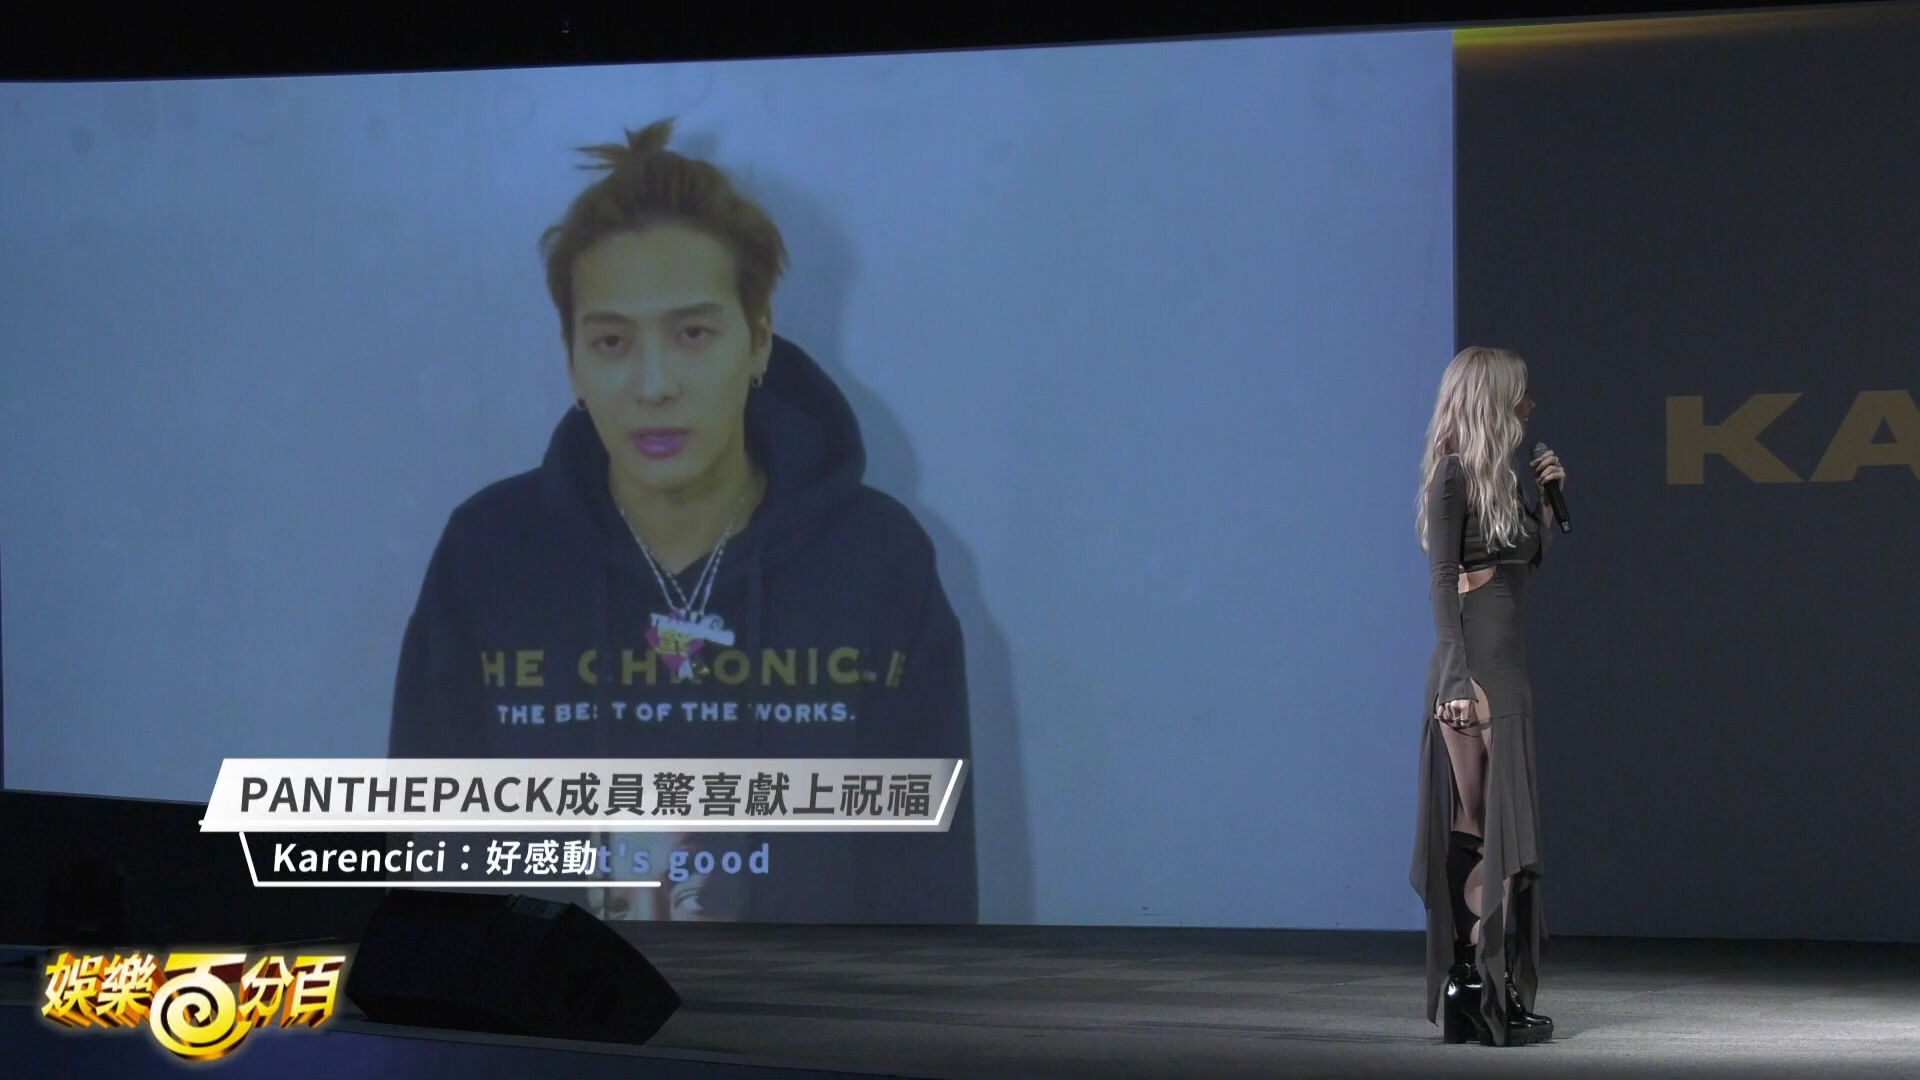 KA
HE CHRONIC
THE BEST OF THE WORKS.
PANTHEPACK成員驚喜獻上祝福
Karencici：好感動
t's good
娛樂百分百